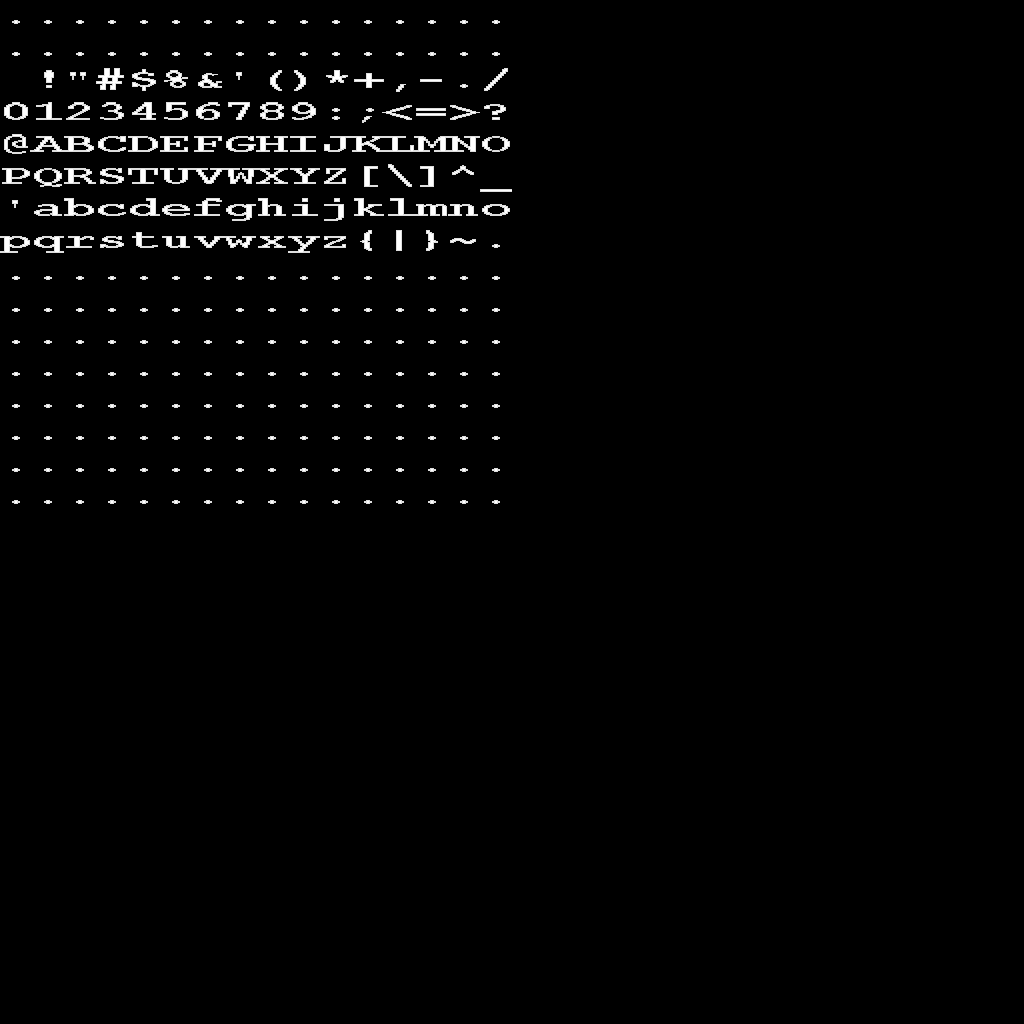 . . . . . . . . . . . . . . . .
. . . . . . . . . . . . . . . .
! " # $ % & ' ( ) * + , - . /
0 1 2 3 4 5 6 7 8 9 : ; < = > ?
@ A B C D E F G H I J K L M N O
P Q R S T U V W X Y Z [ \ ] ^ _
' a b c d e f g h i j k l m n o
p q r s t u v w x y z { | } ~ .
. . . . . . . . . . . . . . . .
. . . . . . . . . . . . . . . .
. . . . . . . . . . . . . . . .
. . . . . . . . . . . . . . . .
. . . . . . . . . . . . . . . .
. . . . . . . . . . . . . . . .
. . . . . . . . . . . . . . . .
. . . . . . . . . . . . . . . .